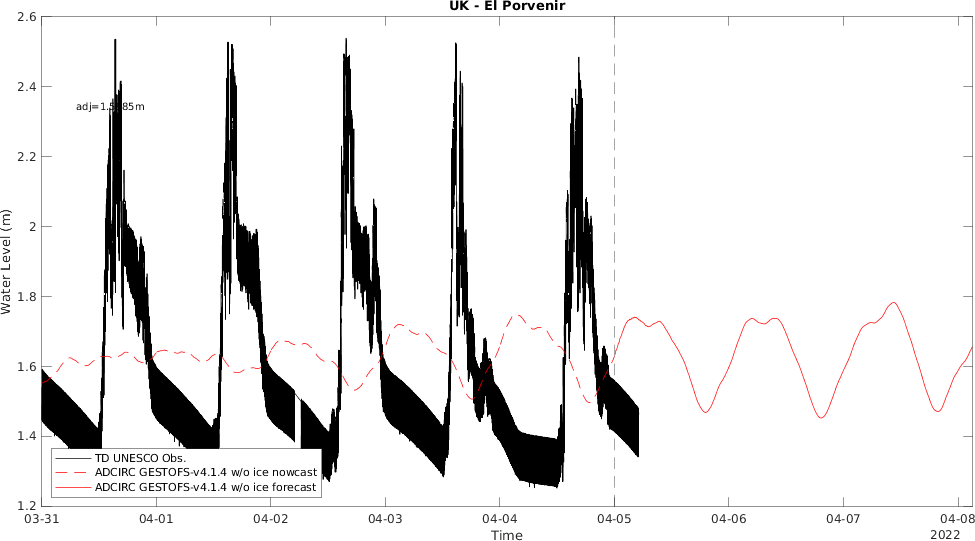 UK - El Porvenir
2.6
2.4
2.2
2
1.8
1.6
1.4
1.2
Water Level (m)
TD UNESCO Obs.
ADCIRC GESTOFS-v4.1.4 w/o ice nowcast
ADCIRC GESTOFS-v4.1.4 w/o ice forecast
03-31 04-01 04-02 04-03 04-04 04-05 04-06 04-07 04-08
Time
2022